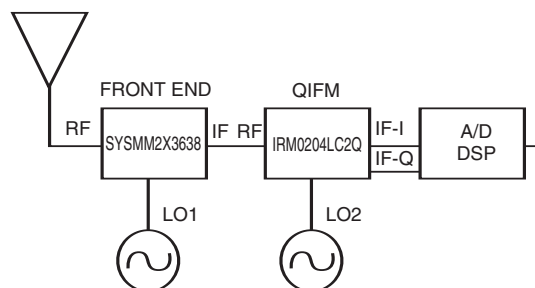 FRONT END
QIFM
RF
SYSMM2X3638
IF
RF
IRM0204LC2Q
IF-I
IF-Q
A/D
DSP
LO1
LO2